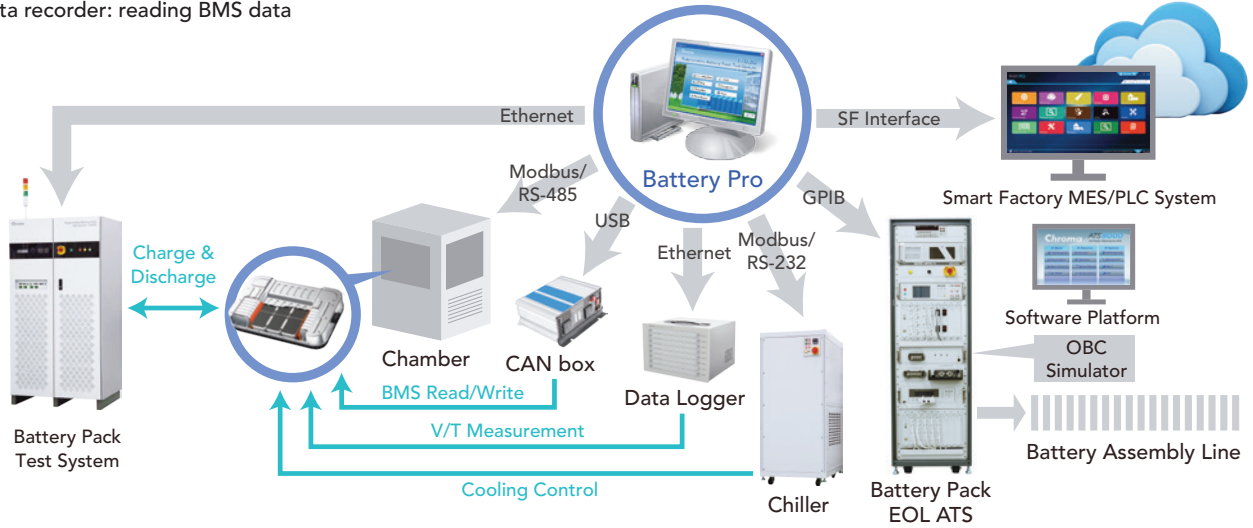 ta recorder: reading BMS data
Ethernet
SF Interface
Modbus/
RS-485
Battery Pro
GPIB
Smart Factory MES/PLC System
USB
Ethernet
Modbus/
RS-232
Chroma
Charge &
Discharge
Software Platform
OBC
Simulator
Chamber
CAN box
BMS Read/Write
Data Logger
V/T Measurement
Battery Pack
Test System
Battery Assembly Line
Cooling Control
Chiller
Battery Pack
EOL ATS